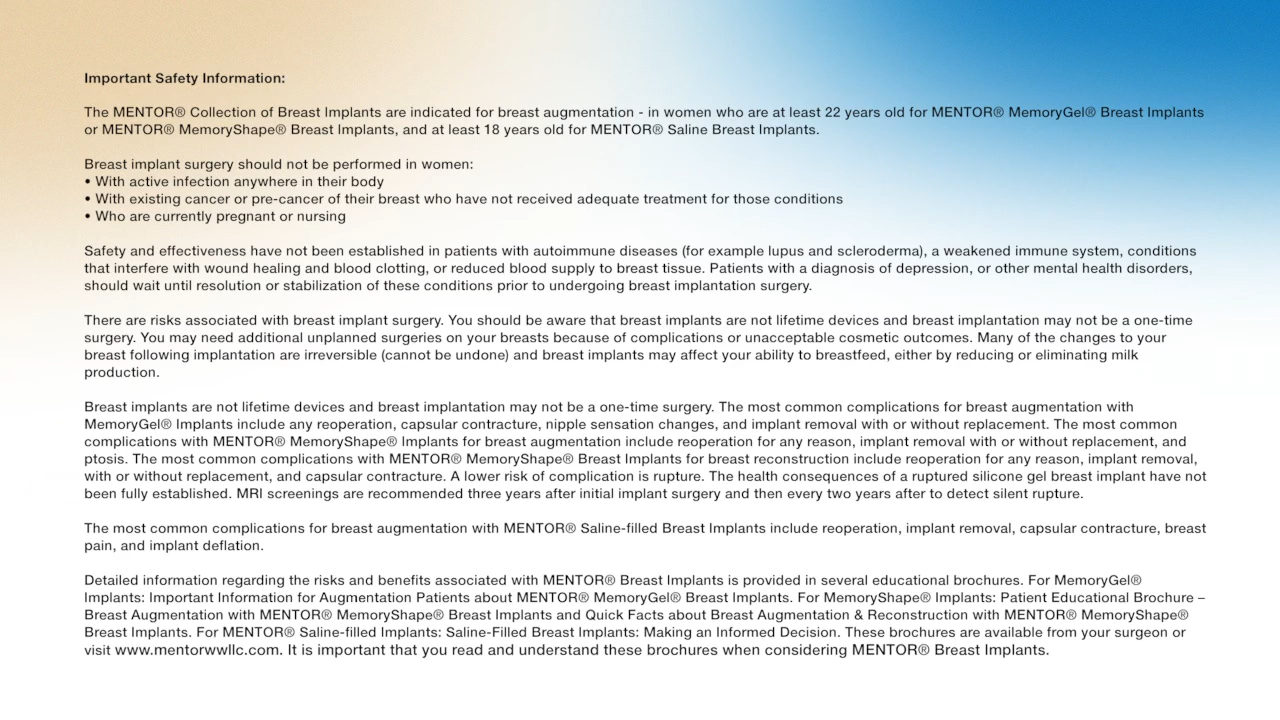 Important Safety Information:
The MENTOR® Collection of Breast Implants are indicated for breast augmentation - in women who are at least 22 years old for MENTOR® MemoryGel® Breast Implants
or MENTOR® MemoryShape® Breast Implants, and at least 18 years old for MENTOR® Saline Breast Implants.
Breast implant surgery should not be performed in women:
• With active infection anywhere in their body
• With existing cancer or pre-cancer of their breast who have not received adequate treatment for those conditions
• Who are currently pregnant or nursing
Safety and effectiveness have not been established in patients with autoimmune diseases (for example lupus and scleroderma), a weakened immune system, conditions
that interfere with wound healing and blood clotting, or reduced blood supply to breast tissue. Patients with a diagnosis of depression, or other mental health disorders,
should wait until resolution or stabilization of these conditions prior to undergoing breast implantation surgery.
There are risks associated with breast implant surgery. You should be aware that breast implants are not lifetime devices and breast implantation may not be a one-time
surgery. You may need additional unplanned surgeries on your breasts because of complications or unacceptable cosmetic outcomes. Many of the changes to your
breast following implantation are irreversible (cannot be undone) and breast implants may affect your ability to breastfeed, either by reducing or eliminating milk
production.
Breast implants are not lifetime devices and breast implantation may not be a one-time surgery. The most common complications for breast augmentation with
MemoryGel® Implants include any reoperation, capsular contracture, nipple sensation changes, and implant removal with or without replacement. The most common
complications with MENTOR® MemoryShape® Implants for breast augmentation include reoperation for any reason, implant removal with or without replacement, and
ptosis. The most common complications with MENTOR® MemoryShape® Breast Implants for breast reconstruction include reoperation for any reason, implant removal,
with or without replacement, and capsular contracture. A lower risk of complication is rupture. The health consequences of a ruptured silicone gel breast implant have not
been fully established. MRI screenings are recommended three years after initial implant surgery and then every two years after to detect silent rupture.
The most common complications for breast augmentation with MENTOR® Saline-filled Breast Implants include reoperation, implant removal, capsular contracture, breast
pain, and implant deflation.
Detailed information regarding the risks and benefits associated with MENTOR® Breast Implants is provided in several educational brochures. For MemoryGel®
Implants: Important Information for Augmentation Patients about MENTOR® MemoryGel® Breast Implants. For MemoryShape® Implants: Patient Educational Brochure –
Breast Augmentation with MENTOR® MemoryShape® Breast Implants and Quick Facts about Breast Augmentation & Reconstruction with MENTOR® MemoryShape®
Breast Implants. For MENTOR® Saline-filled Implants: Saline-Filled Breast Implants: Making an Informed Decision. These brochures are available from your surgeon or
visit www.mentorwwllc.com. It is important that you read and understand these brochures when considering MENTOR® Breast Implants.